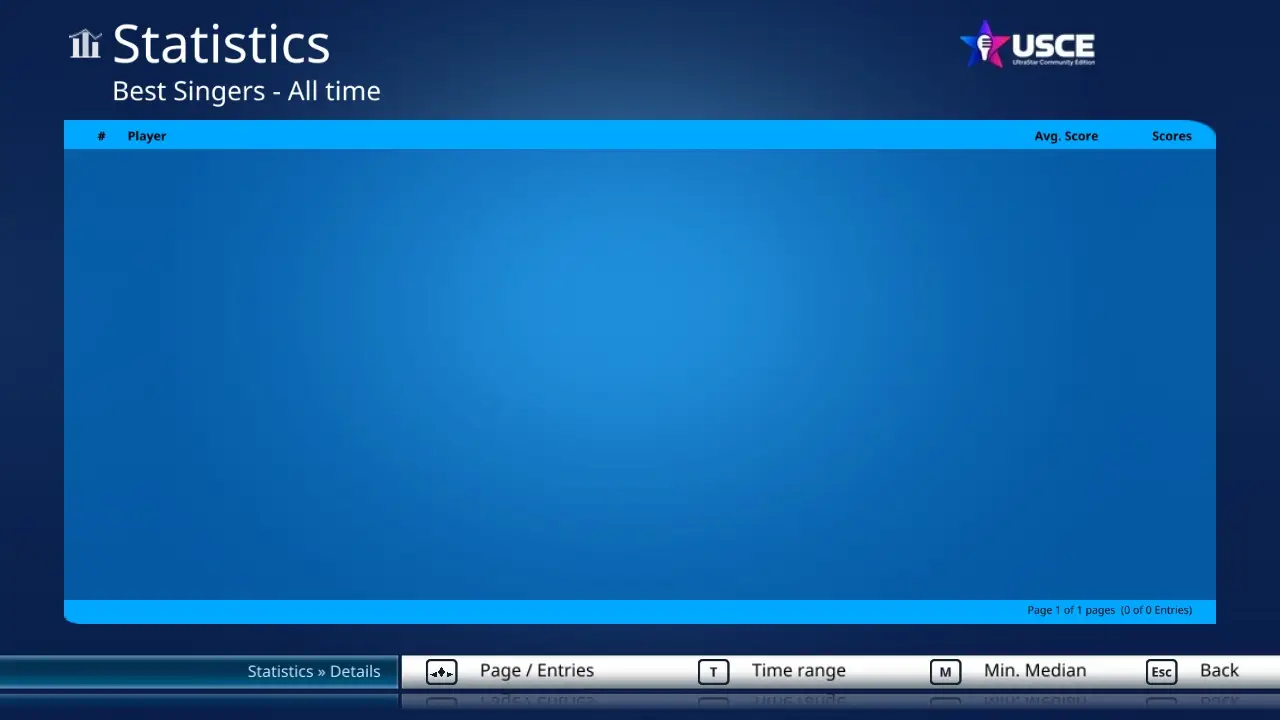 Statistics
Best Singers - All time
USCE
UltraStar Community Edition
# Player Avg. Score Scores
Page 1 of 1 pages (0 of 0 Entries)
Statistics » Details Page / Entries T Time range M Min. Median Esc Back